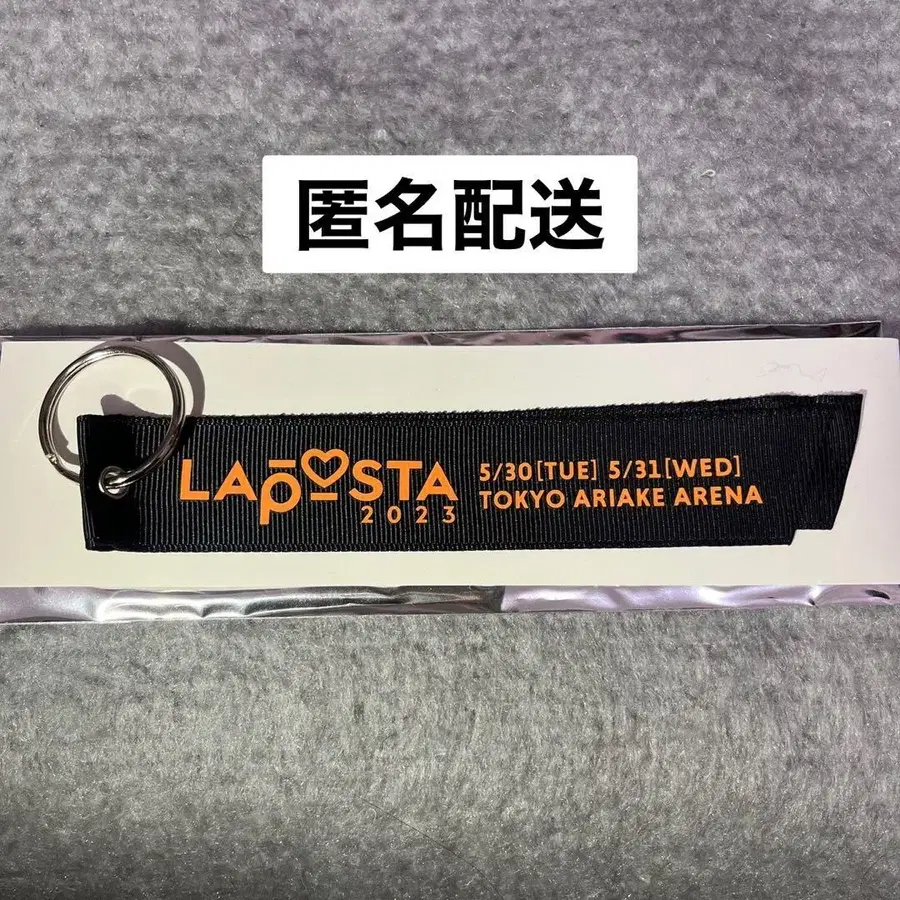 匿名配送
LAPOSTA
2023
5/30[TUE] 5/31[WED]
TOKYO ARIAKE ARENA